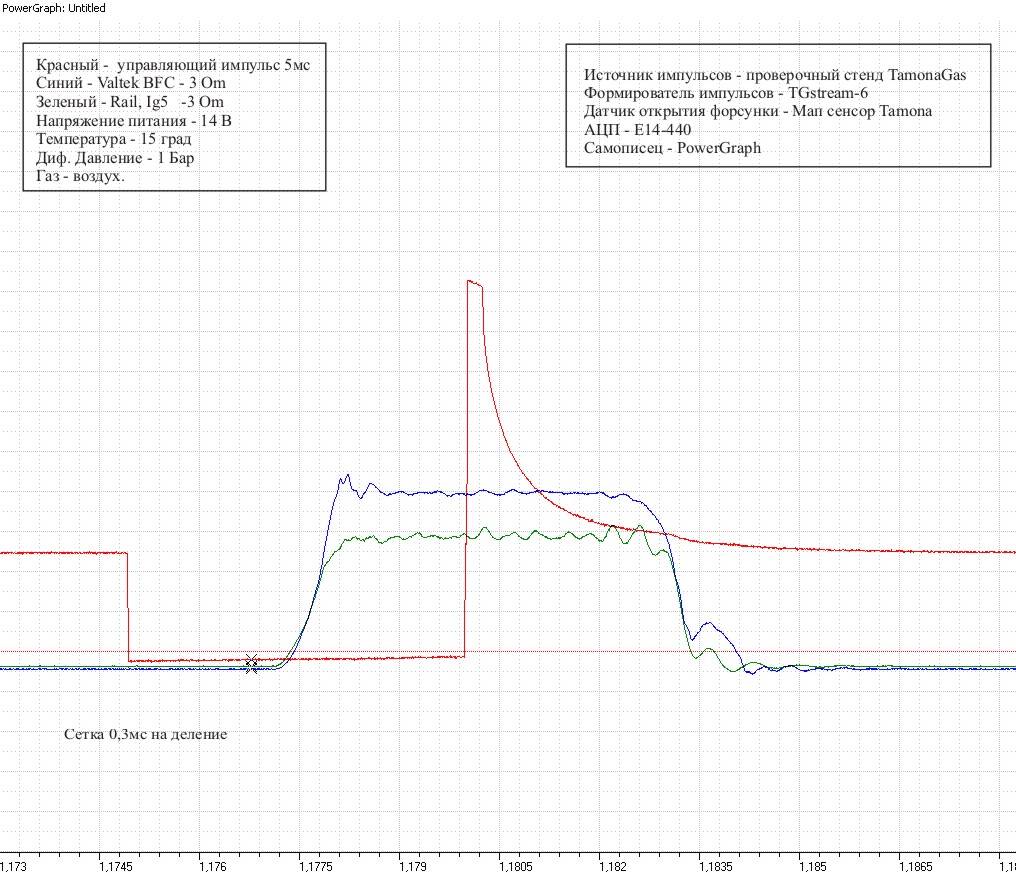 PowerGraph: Untitled
Красный - управляющий импульс 5мс
Синий - Valtek BFC - 3 Om
Зеленый - Rail, Ig5 -3 Om
Напряжение питания - 14 В
Температура - 15 град
Диф. Давление - 1 Бар
Газ - воздух.
Источник импульсов - проверочный стенд TamonaGas
Формирователь импульсов - TGstream-6
Датчик открытия форсунки - Мап сенсор Tamona
АЦП - E14-440
Самописец - PowerGraph
Сетка 0,3мс на деление
1,173 1,1745 1,176 1,1775 1,179 1,1805 1,182 1,1835 1,185 1,1865